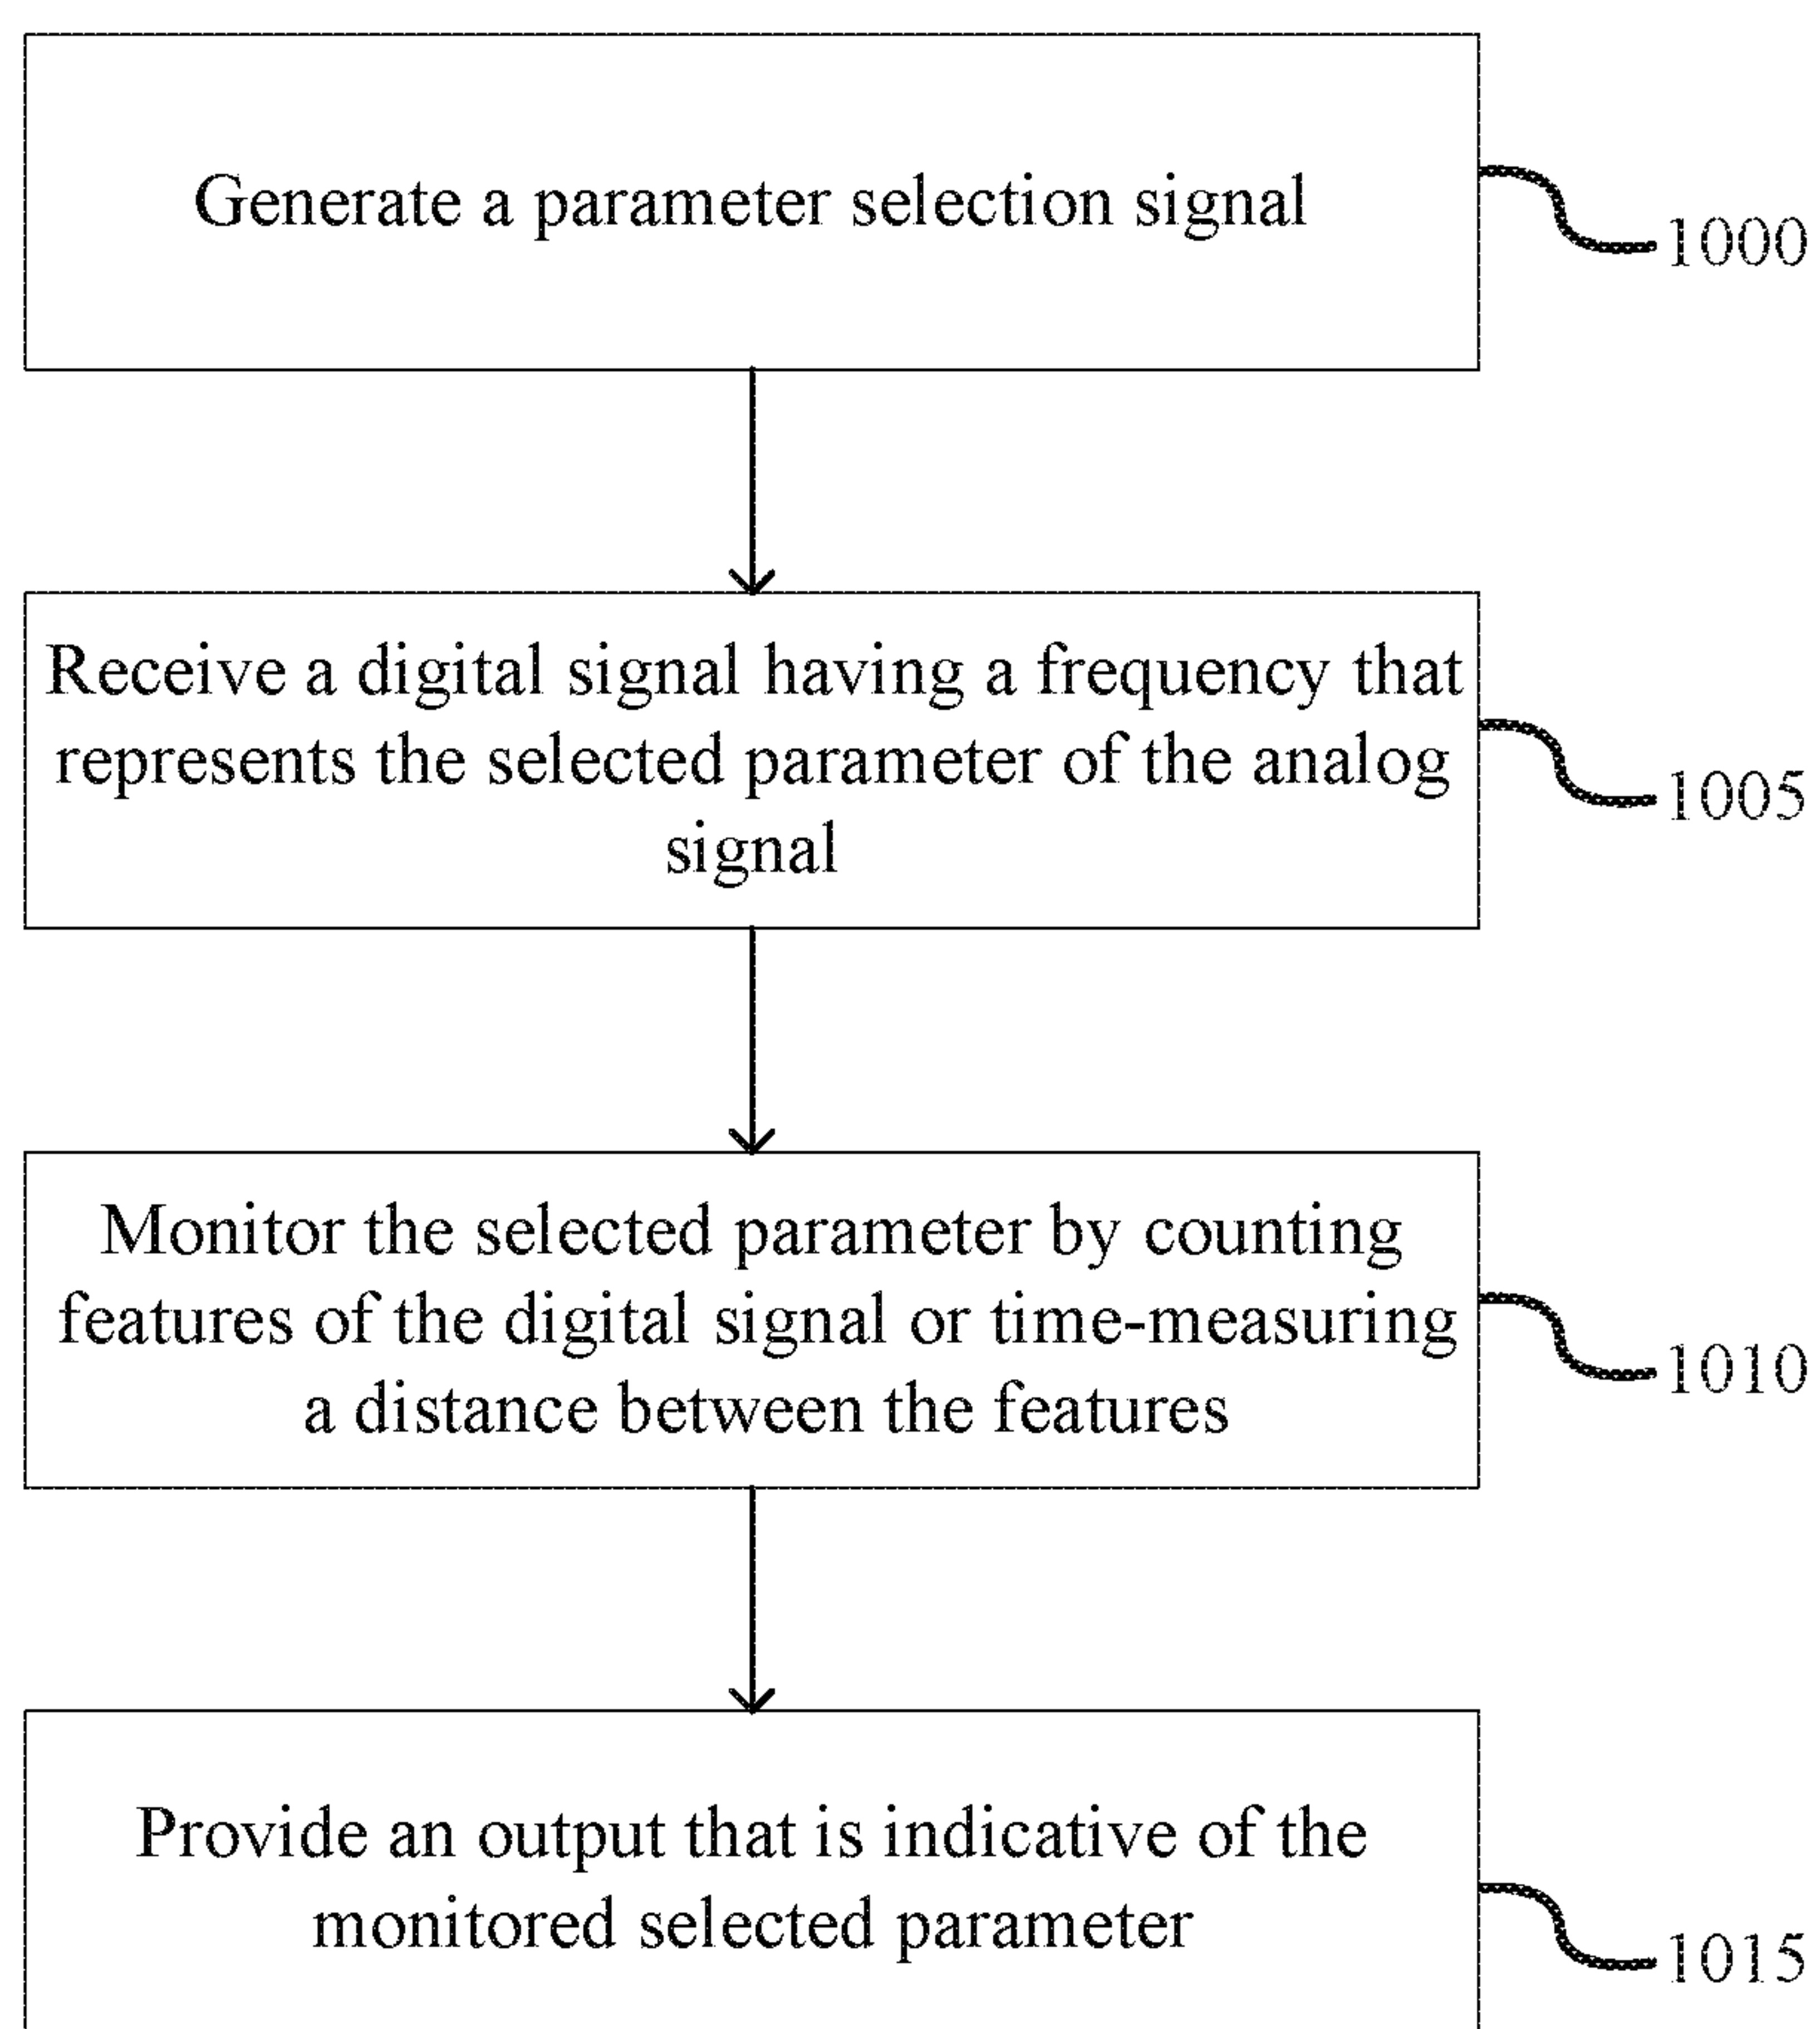 Generate a parameter selection signal
1000
Receive a digital signal having a frequency that
represents the selected parameter of the analog
signal
1005
Monitor the selected parameter by counting
features of the digital signal or time-measuring
a distance between the features
1010
Provide an output that is indicative of the
monitored selected parameter
1015